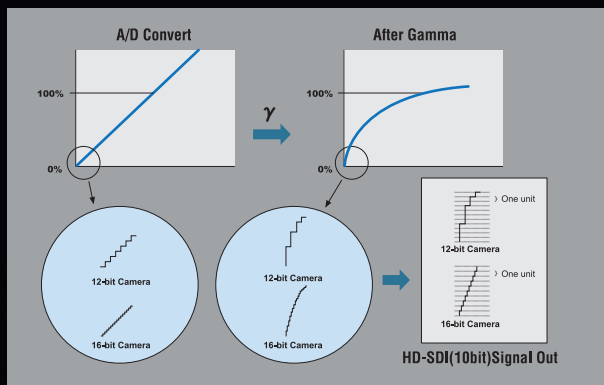 A/D Convert
After Gamma
100%
0%
γ
100%
0%
12-bit Camera
16-bit Camera
12-bit Camera
16-bit Camera
One unit
12-bit Camera
One unit
16-bit Camera
HD-SDI(10bit)Signal Out